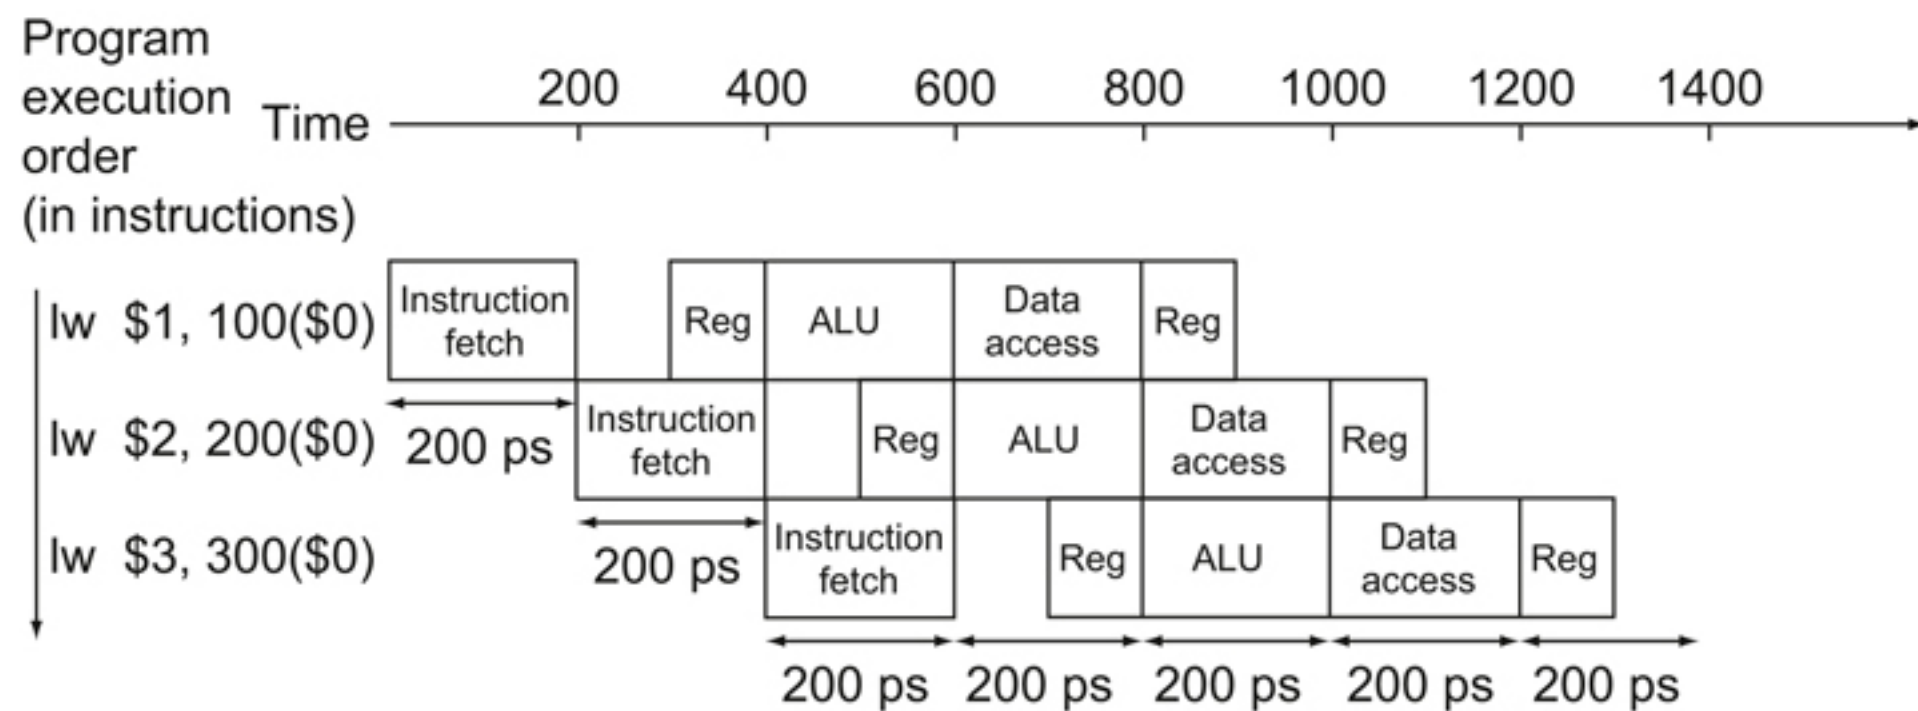 Program
execution
order
(in instructions)
Time
200 400 600 800 1000 1200 1400
lw $1, 100($0)
Instruction
fetch
Reg
ALU
Data
access
Reg
lw $2, 200($0)
200 ps
Instruction
fetch
Reg
ALU
Data
access
Reg
lw $3, 300($0)
200 ps
Instruction
fetch
Reg
ALU
Data
access
Reg
200 ps 200 ps 200 ps 200 ps 200 ps